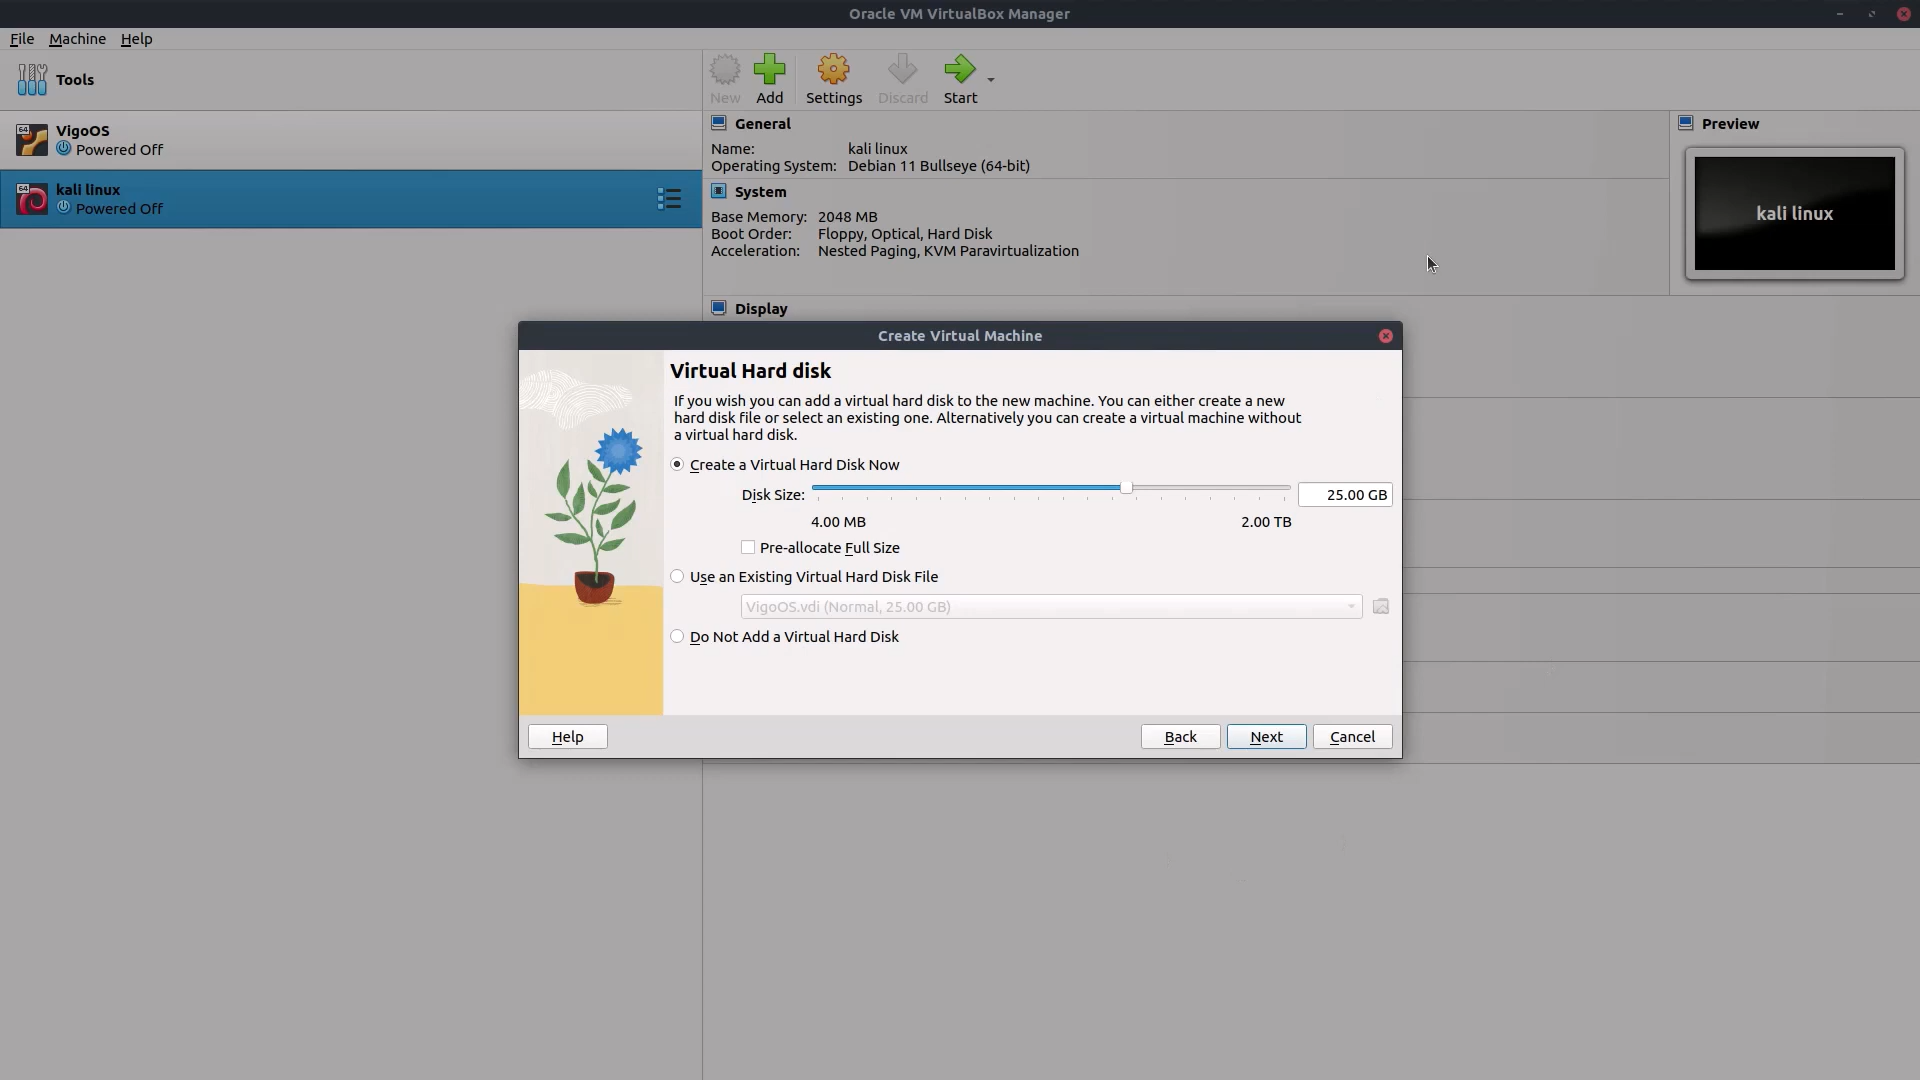 Oracle VM VirtualBox Manager
File Machine Help
Tools
New Add Settings Discard Start
64
VigoOS
Powered Off
64
kali linux
Powered Off
General
Name: kali linux
Operating System: Debian 11 Bullseye (64-bit)
System
Base Memory: 2048 MB
Boot Order: Floppy, Optical, Hard Disk
Acceleration: Nested Paging, KVM Paravirtualization
Display
Preview
kali linux
Create Virtual Machine
Virtual Hard disk
If you wish you can add a virtual hard disk to the new machine. You can either create a new
hard disk file or select an existing one. Alternatively you can create a virtual machine without
a virtual hard disk.
Create a Virtual Hard Disk Now
Disk Size: 25.00 GB
4.00 MB 2.00 TB
Pre-allocate Full Size
Use an Existing Virtual Hard Disk File
VigoOS.vdi (Normal, 25.00 GB)
Do Not Add a Virtual Hard Disk
Help Back Next Cancel